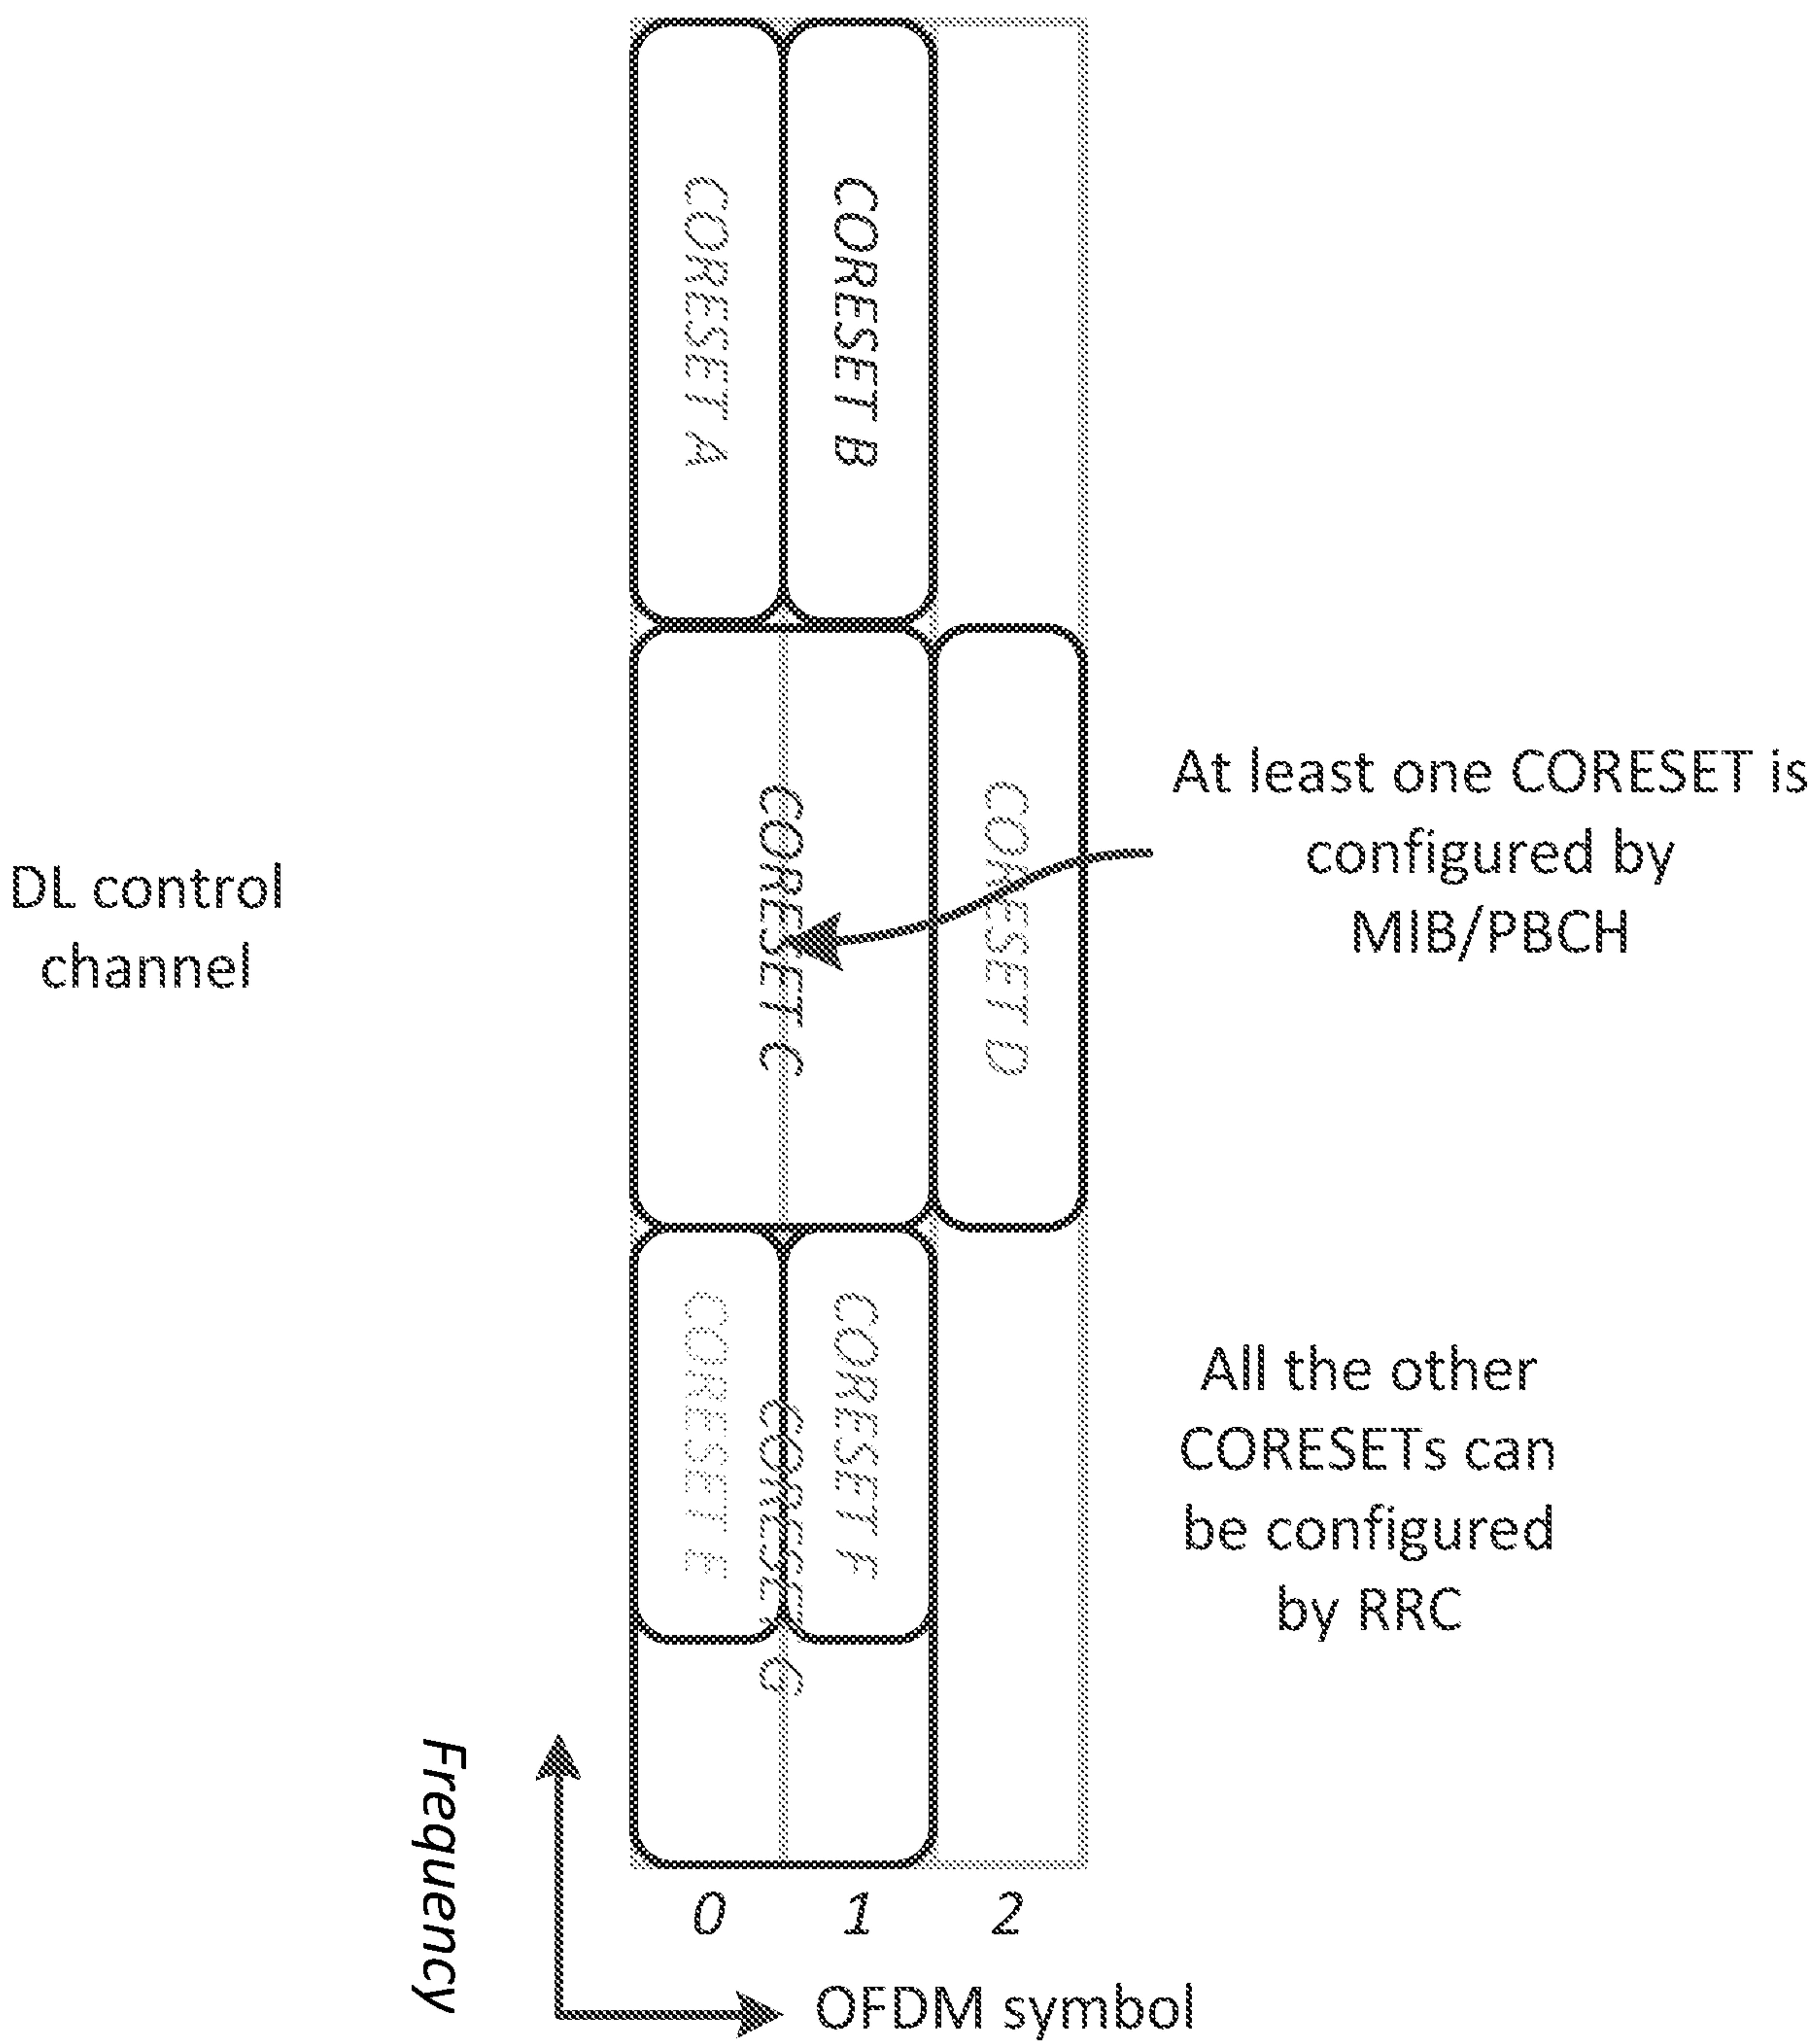 CORESET A
CORESET B
DL control
channel
CORESET C
CORESET D
At least one CORESET is
configured by
MIB/PBCH
CORESET E
CORESET F
CORESET G
All the other
CORESETs can
be configured
by RRC
Frequency
0 1 2
OFDM symbol